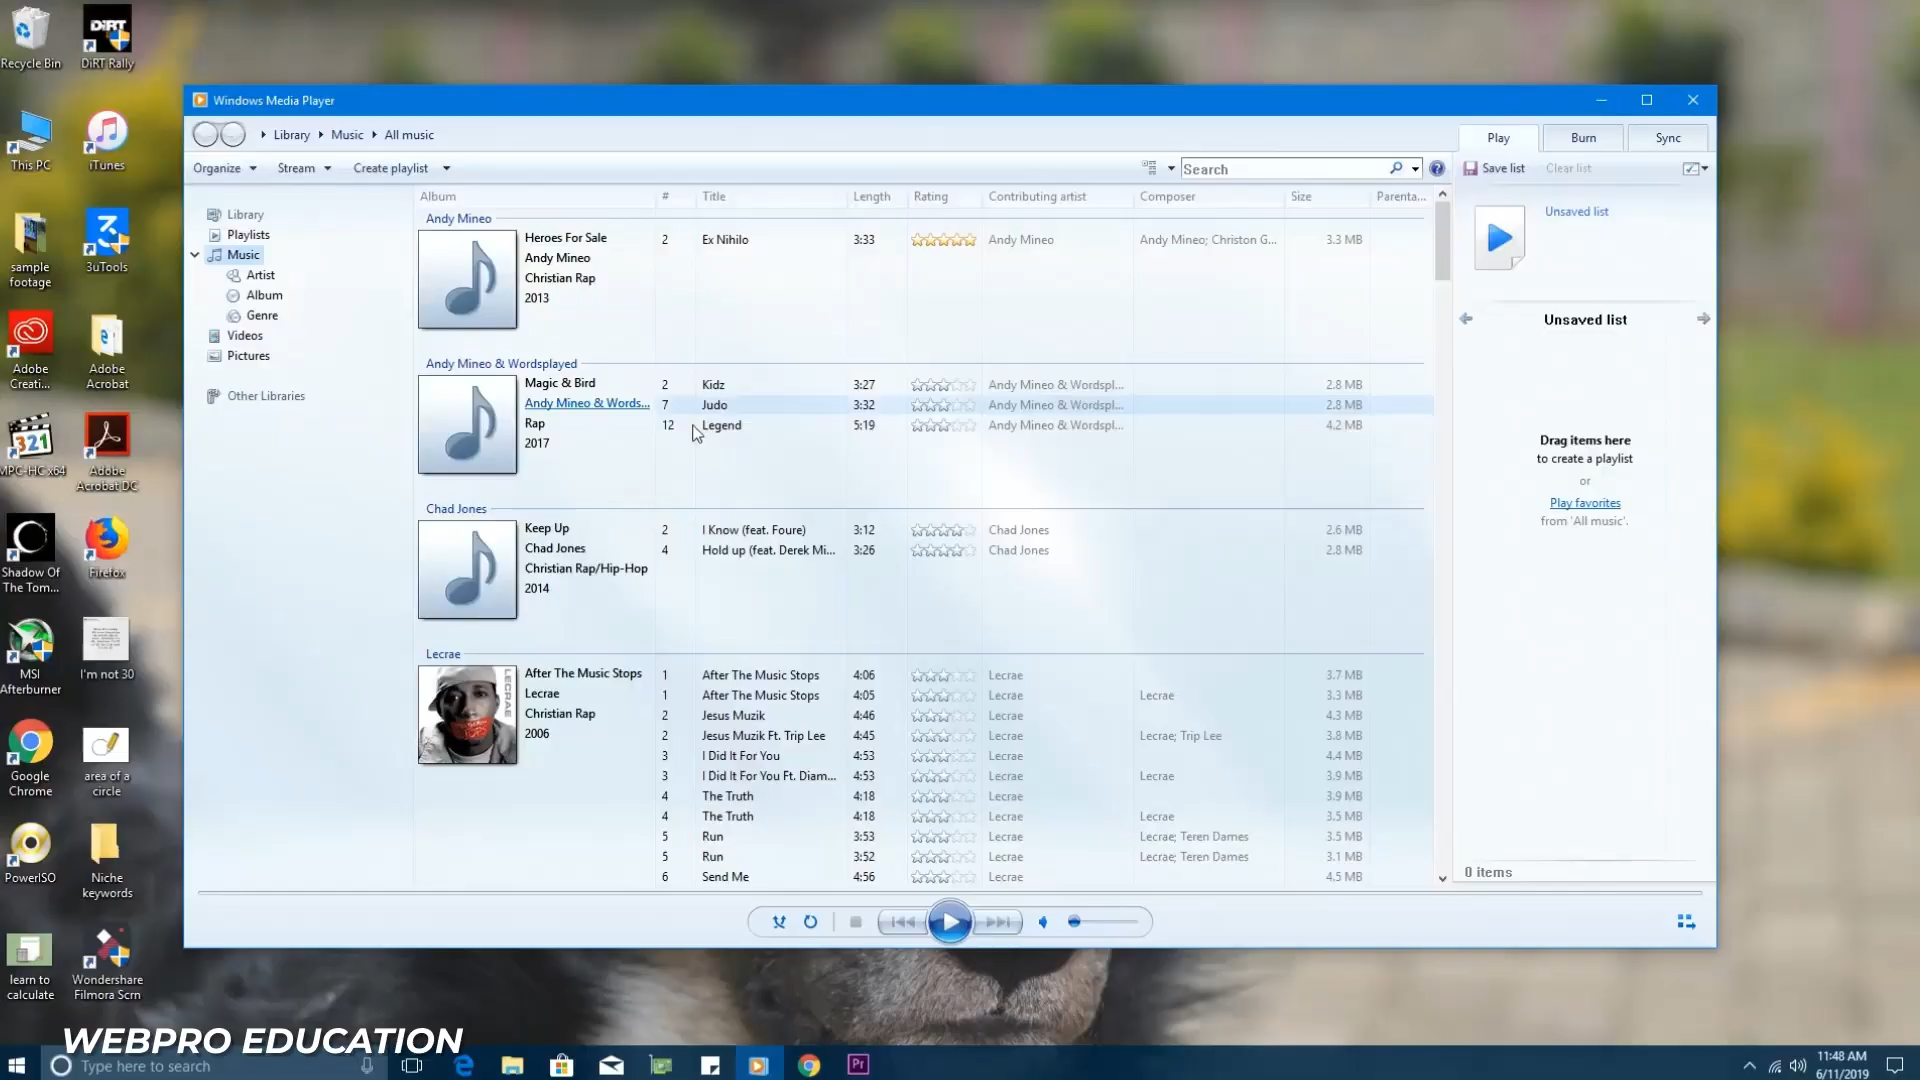 Recycle Bin
DiRT Rally
This PC
iTunes
sample footage
3uTools
Adobe Creati...
Adobe Acrobat
MPC-HC x64
Adobe Acrobat DC
Shadow Of The Tom...
Firefox
MSI Afterburner
I'm not 30
Google Chrome
area of a circle
PowerISO
Niche keywords
learn to calculate
Wondershare Filmora Scrn
Windows Media Player
Library Music All music
Play Burn Sync
Organize Stream Create playlist
Search
Save list Clear list
Library
Playlists
Music
Artist
Album
Genre
Videos
Pictures
Other Libraries
Album # Title Length Rating Contributing artist Composer Size Parenta...
Andy Mineo
Heroes For Sale
Andy Mineo
Christian Rap
2013
2 Ex Nihilo 3:33 Andy Mineo Andy Mineo; Christon G... 3.3 MB
Andy Mineo & Wordsplayed
Magic & Bird
Andy Mineo & Words...
Rap
2017
2 Kidz 3:27 Andy Mineo & Wordspl... 2.8 MB
7 Judo 3:32 Andy Mineo & Wordspl... 2.8 MB
12 Legend 5:19 Andy Mineo & Wordspl... 4.2 MB
Chad Jones
Keep Up
Chad Jones
Christian Rap/Hip-Hop
2014
2 I Know (feat. Foure) 3:12 Chad Jones 2.6 MB
4 Hold up (feat. Derek Mi... 3:26 Chad Jones 2.8 MB
Lecrae
LECRAE
After The Music Stops
Lecrae
Christian Rap
2006
1 After The Music Stops 4:06 Lecrae 3.7 MB
1 After The Music Stops 4:05 Lecrae Lecrae 3.3 MB
2 Jesus Muzik 4:46 Lecrae 4.3 MB
2 Jesus Muzik Ft. Trip Lee 4:45 Lecrae Lecrae; Trip Lee 3.8 MB
3 I Did It For You 4:53 Lecrae 4.4 MB
3 I Did It For You Ft. Diam... 4:53 Lecrae Lecrae 3.9 MB
4 The Truth 4:18 Lecrae 3.9 MB
4 The Truth 4:18 Lecrae Lecrae 3.5 MB
5 Run 3:53 Lecrae Lecrae; Teren Dames 3.5 MB
5 Run 3:52 Lecrae Lecrae; Teren Dames 3.1 MB
6 Send Me 4:56 Lecrae 4.5 MB
Unsaved list
Unsaved list
Drag items here
to create a playlist
or
Play favorites
from 'All music'.
0 items
WEBPRO EDUCATION
Type here to search
Pr
11:48 AM
6/11/2019